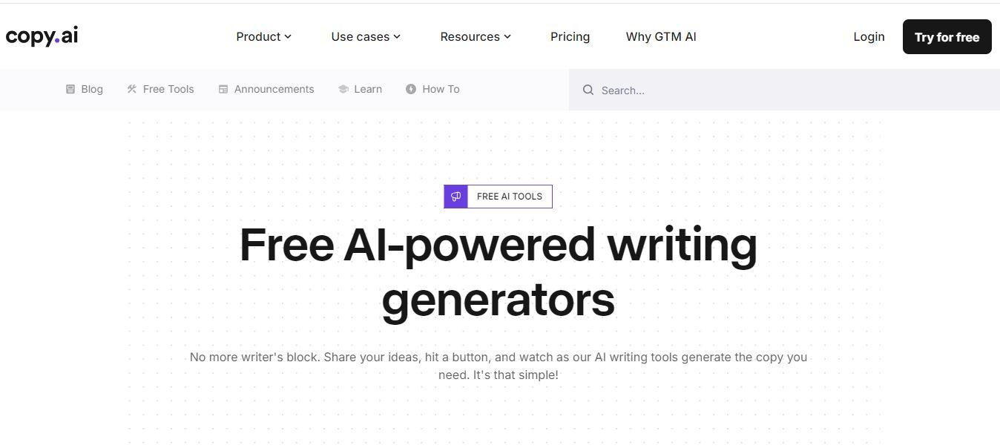 copy.ai Product Use cases Resources Pricing Why GTM AI Login Try for free
Blog Free Tools Announcements Learn How To Search...
FREE AI TOOLS
Free AI-powered writing
generators
No more writer's block. Share your ideas, hit a button, and watch as our AI writing tools generate the copy you
need. It's that simple!